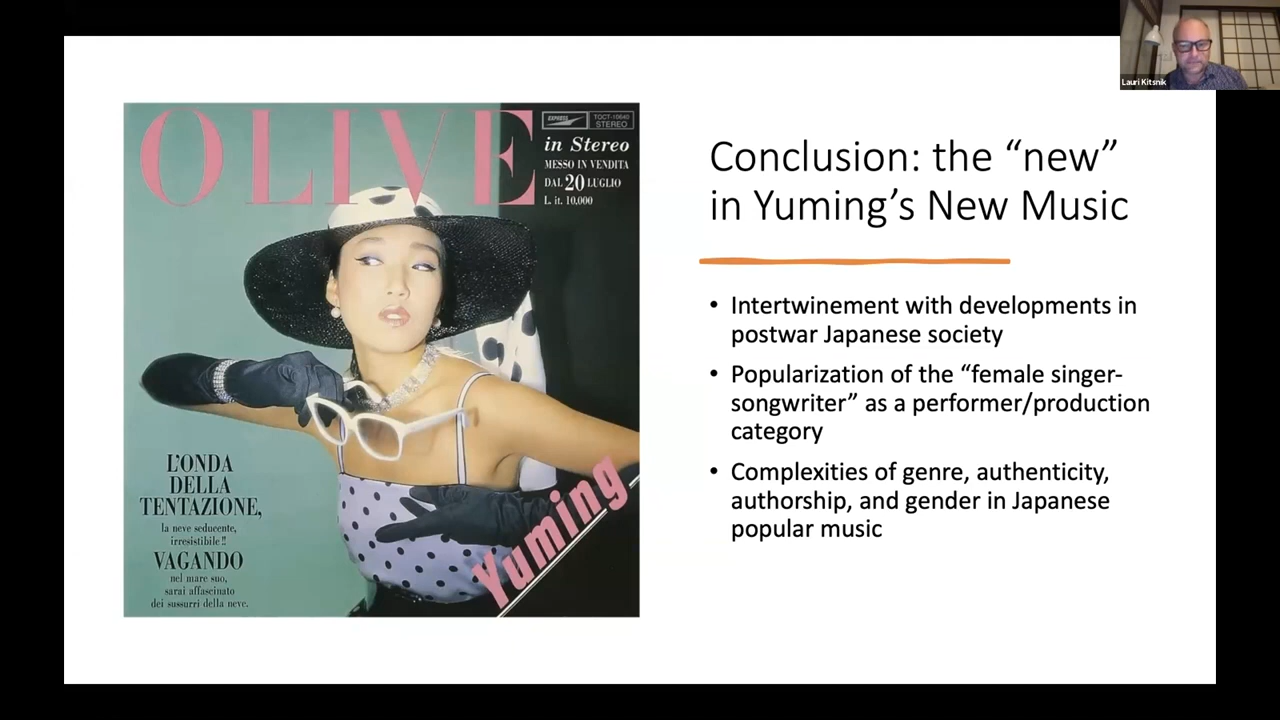 Lauri Kitsnik
OLIVE
EXPRESS
TOCT-10640
STEREO
in Stereo
MESSO IN VENDITA
DAL 20 LUGLIO
L. it. 10,000
L'ONDA
DELLA
TENTAZIONE,
la neve seducente,
irresistibile!!
VAGANDO
nel mare suo,
sarai affascinato
dei sussurri della neve.
Yuming
Conclusion: the “new”
in Yuming’s New Music
• Intertwinement with developments in
postwar Japanese society
• Popularization of the “female singer-
songwriter” as a performer/production
category
• Complexities of genre, authenticity,
authorship, and gender in Japanese
popular music